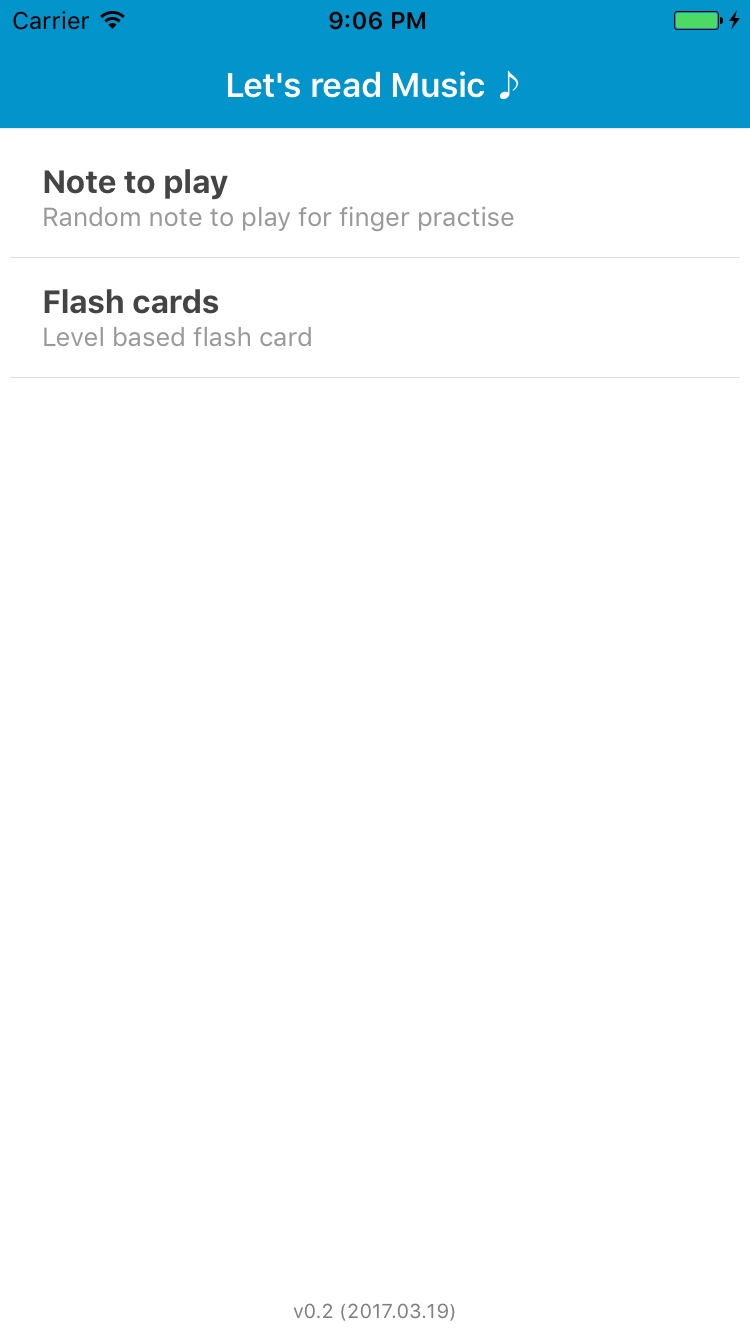 Carrier 9:06 PM
Let's read Music ♪
Note to play
Random note to play for finger practise
Flash cards
Level based flash card
v0.2 (2017.03.19)